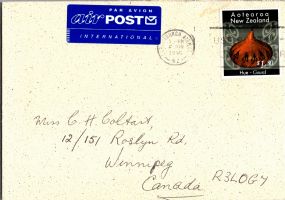 PAR AVION
air POST
INTERNATIONAL
Aotearoa
New Zealand
$1.80
Hue - Gourd
Miss C H Coltart
12/151 Roslyn Rd,
Winnipeg
Canada R3L0G7